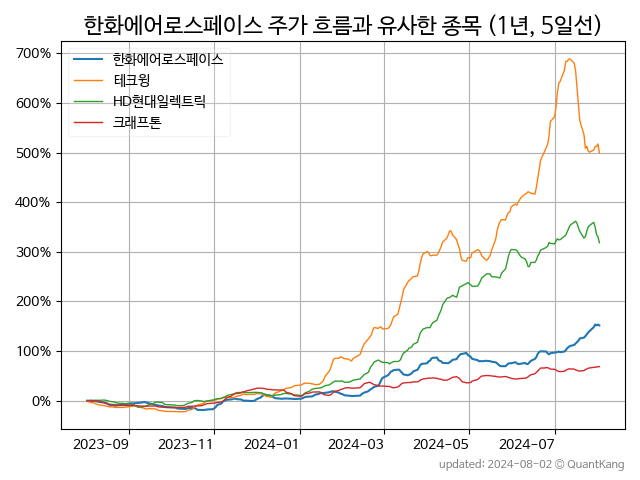 한화에어로스페이스 주가 흐름과 유사한 종목 (1년, 5일선)
700%
600%
500%
400%
300%
200%
100%
0%
한화에어로스페이스
테크윙
HD현대일렉트릭
크래프톤
2023-09
2023-11
2024-01
2024-03
2024-05
2024-07
updated: 2024-08-02 © QuantKang